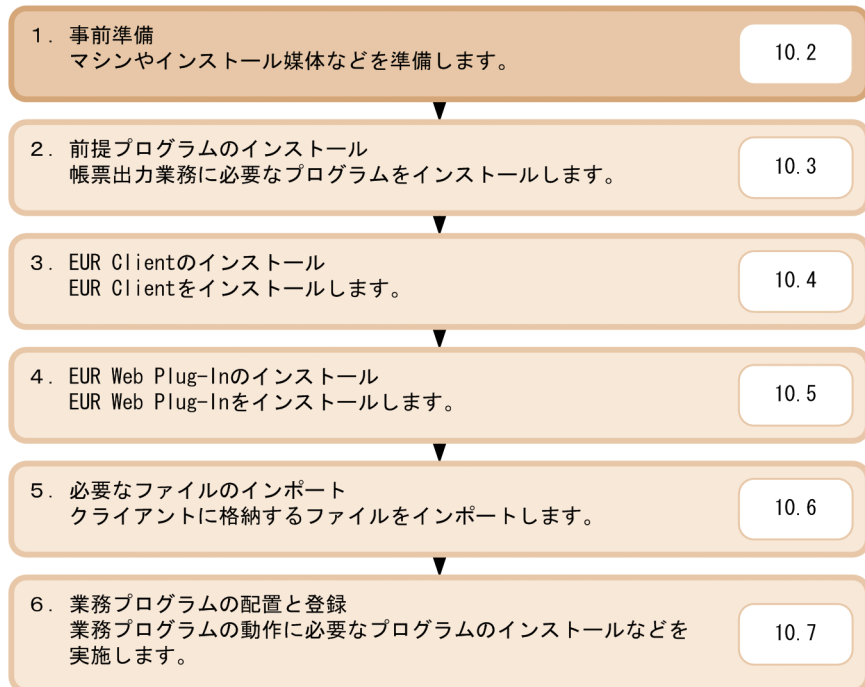 1. 事前準備
マシンやインストール媒体などを準備します。
10.2
2. 前提プログラムのインストール
帳票出力業務に必要なプログラムをインストールします。
10.3
3. EUR Clientのインストール
EUR Clientをインストールします。
10.4
4. EUR Web Plug-Inのインストール
EUR Web Plug-Inをインストールします。
10.5
5. 必要なファイルのインポート
クライアントに格納するファイルをインポートします。
10.6
6. 業務プログラムの配置と登録
業務プログラムの動作に必要なプログラムのインストールなどを
実施します。
10.7